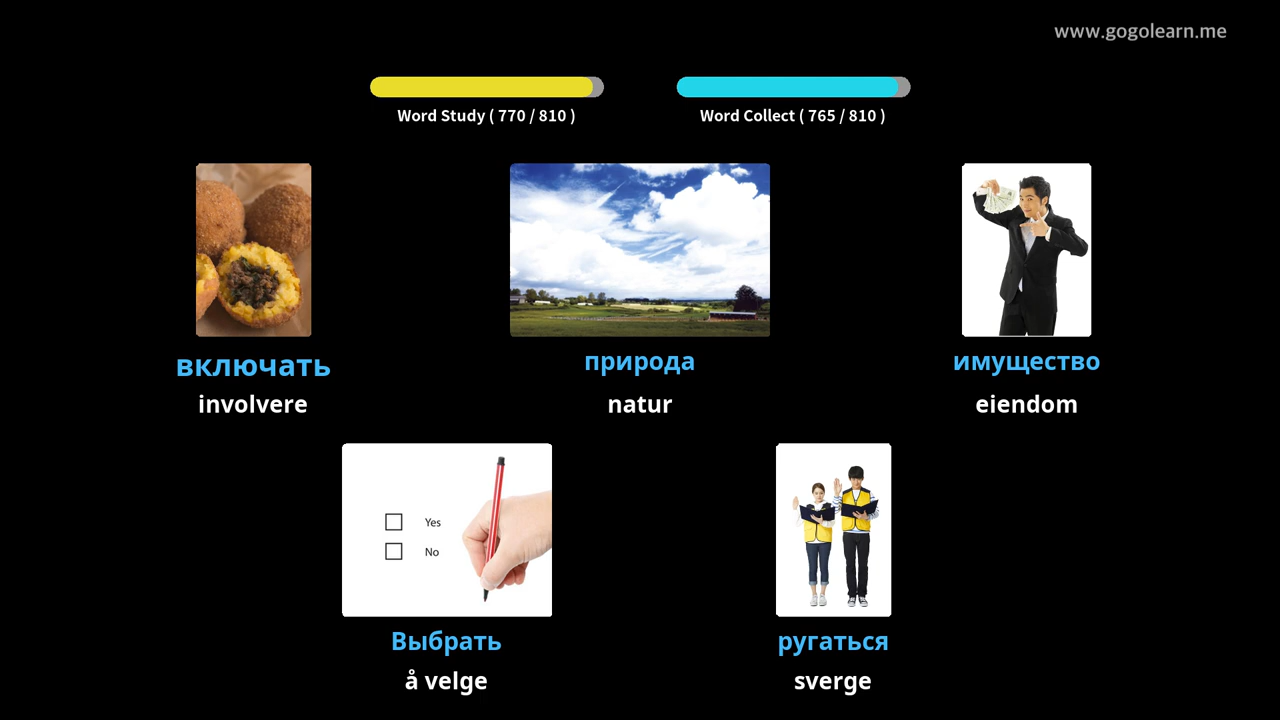 www.gogolearn.me
Word Study ( 770 / 810 )
Word Collect ( 765 / 810 )
включать
природа
имущество
involvere
natur
eiendom
Yes
No
Выбрать
ругаться
å velge
sverge